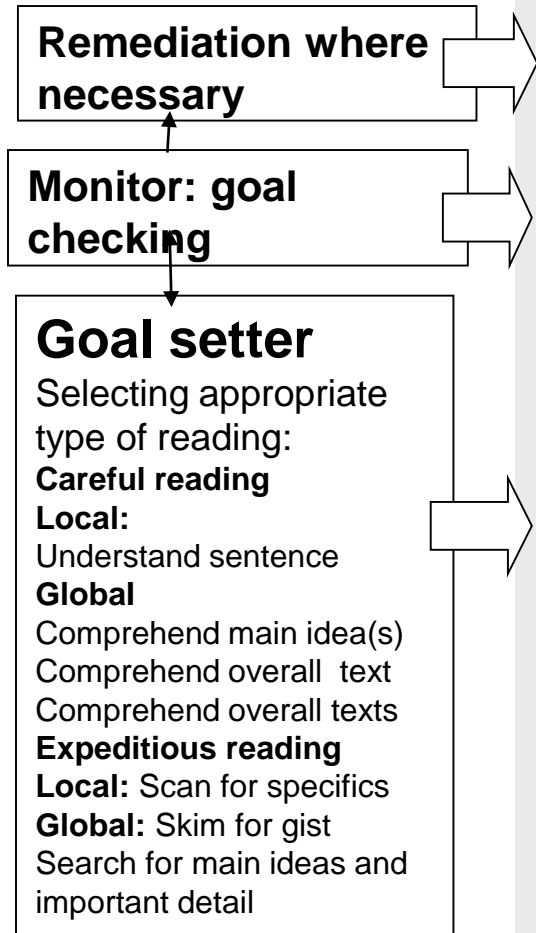 Remediation where
necessary
Monitor: goal
checking
Goal setter
Selecting appropriate
type of reading:
Careful reading
Local:
Understand sentence
Global
Comprehend main idea(s)
Comprehend overall text
Comprehend overall texts
Expeditious reading
Local: Scan for specifics
Global: Skim for gist
Search for main ideas and
important detail